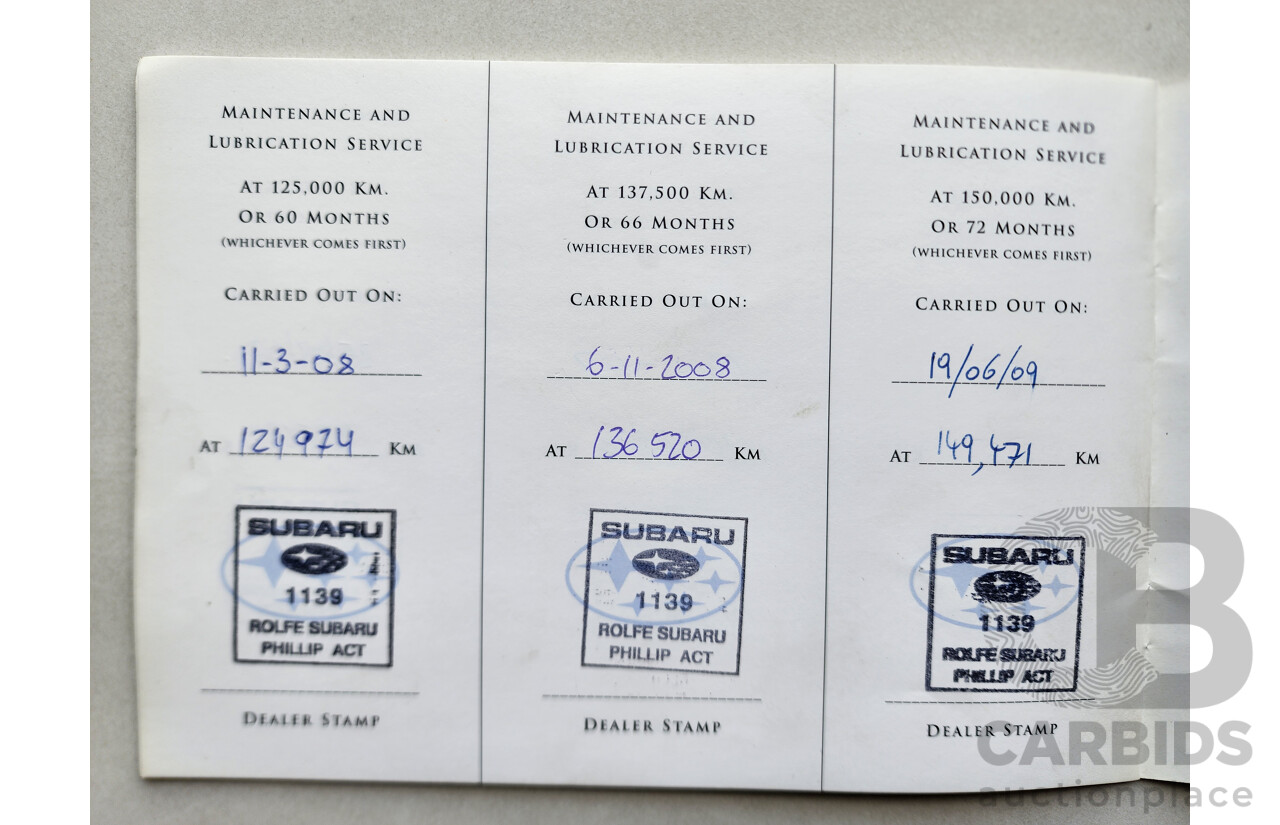 MAINTENANCE AND
LUBRICATION SERVICE
AT 125,000 KM.
OR 60 MONTHS
(WHICHEVER COMES FIRST)
CARRIED OUT ON:
11-3-08
AT 124974 KM
SUBARU
1139
ROLFE SUBARU
PHILLIP ACT
DEALER STAMP
MAINTENANCE AND
LUBRICATION SERVICE
AT 137,500 KM.
OR 66 MONTHS
(WHICHEVER COMES FIRST)
CARRIED OUT ON:
6-11-2008
AT 136520 KM
SUBARU
1139
ROLFE SUBARU
PHILLIP ACT
DEALER STAMP
MAINTENANCE AND
LUBRICATION SERVICE
AT 150,000 KM.
OR 72 MONTHS
(WHICHEVER COMES FIRST)
CARRIED OUT ON:
19/06/09
AT 149,471 KM
SUBARU
1139
ROLFE SUBARU
PHILLIP ACT
DEALER STAMP
B
CARBIDS
auctionplace